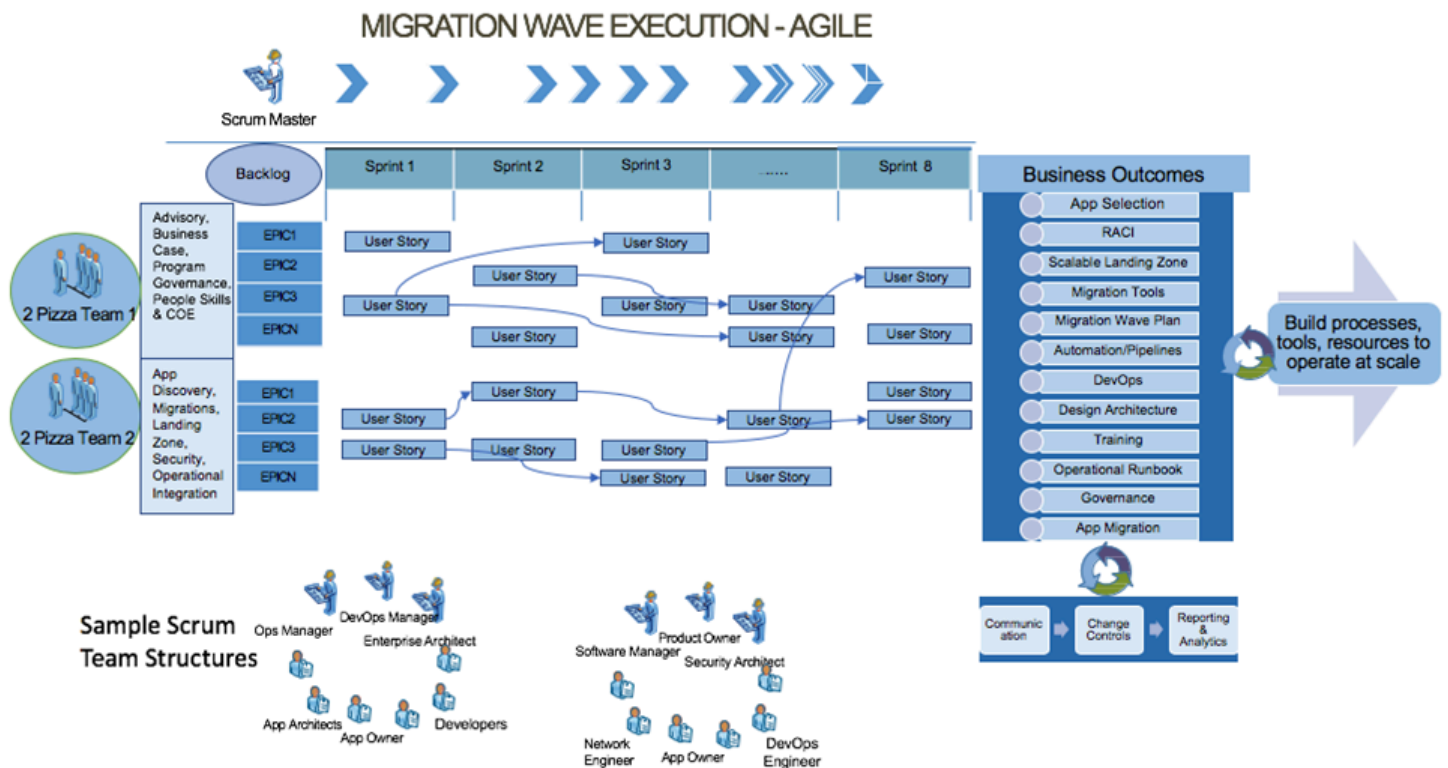 MIGRATION WAVE EXECUTION - AGILE
Scrum Master
Backlog
Sprint 1
Sprint 2
Sprint 3
......
Sprint 8
2 Pizza Team 1
Advisory,
Business
Case,
Program
Governance,
People Skills
& COE
EPIC1
User Story
User Story
EPIC2
User Story
User Story
EPIC3
User Story
User Story
User Story
EPICN
User Story
User Story
User Story
2 Pizza Team 2
App
Discovery,
Migrations,
Landing
Zone,
Security,
Operational
Integration
EPIC1
User Story
User Story
EPIC2
User Story
User Story
User Story
EPIC3
User Story
User Story
User Story
EPICN
User Story
User Story
Business Outcomes
App Selection
RACI
Scalable Landing Zone
Migration Tools
Migration Wave Plan
Automation/Pipelines
DevOps
Design Architecture
Training
Operational Runbook
Governance
App Migration
Build processes,
tools, resources to
operate at scale
Communic
ation
Change
Controls
Reporting
&
Analytics
Sample Scrum
Team Structures
Ops Manager
DevOps Manager
Enterprise Architect
App Architects
App Owner
Developers
Software Manager
Product Owner
Security Architect
Network
Engineer
App Owner
DevOps
Engineer